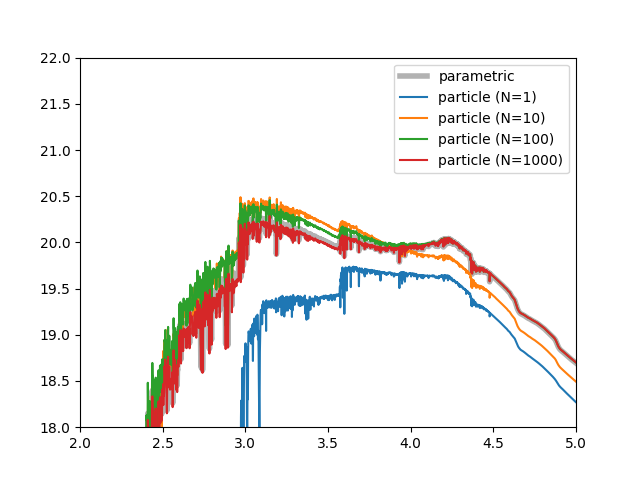 22.0
21.5
21.0
20.5
20.0
19.5
19.0
18.5
18.0
2.0 2.5 3.0 3.5 4.0 4.5 5.0
parametric
particle (N=1)
particle (N=10)
particle (N=100)
particle (N=1000)